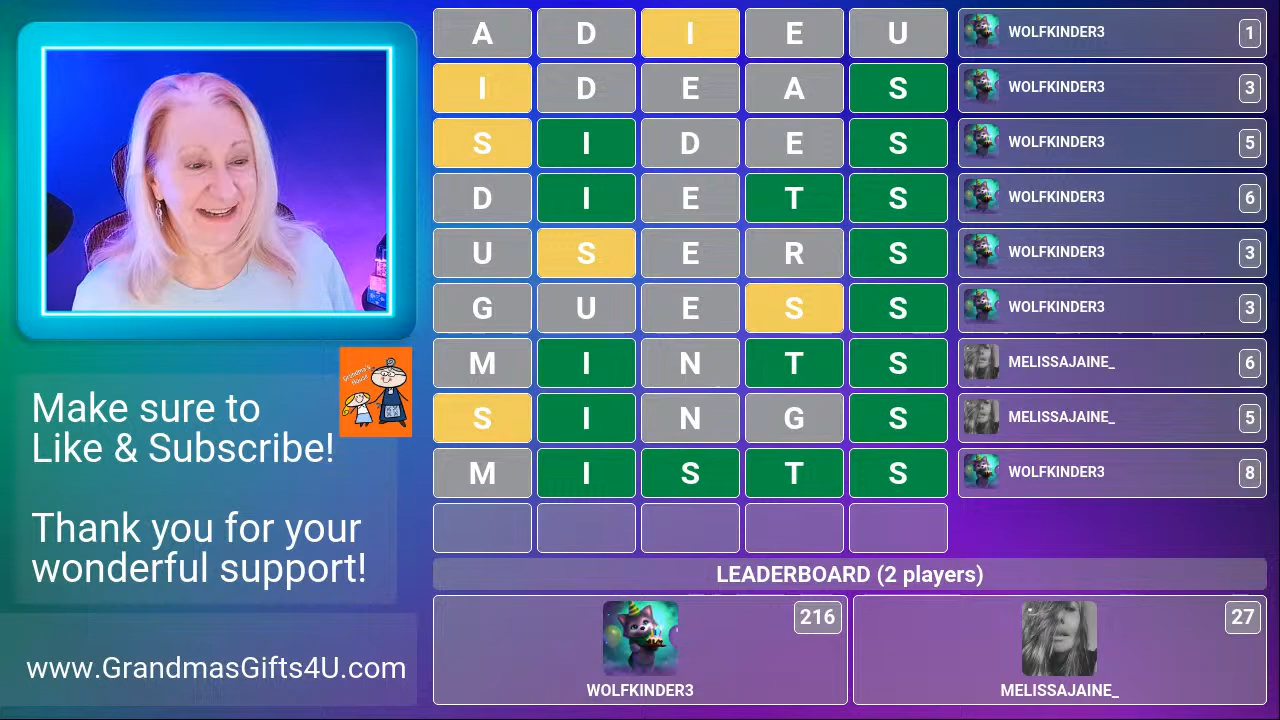 A D I E U WOLFKINDER3 1
I D E A S WOLFKINDER3 3
S I D E S WOLFKINDER3 5
D I E T S WOLFKINDER3 6
U S E R S WOLFKINDER3 3
G U E S S WOLFKINDER3 3
M I N T S MELISSAJAINE_ 6
S I N G S MELISSAJAINE_ 5
M I S T S WOLFKINDER3 8
Grandma's
House
Make sure to
Like & Subscribe!
Thank you for your
wonderful support!
www.GrandmasGifts4U.com
LEADERBOARD (2 players)
216
WOLFKINDER3
27
MELISSAJAINE_